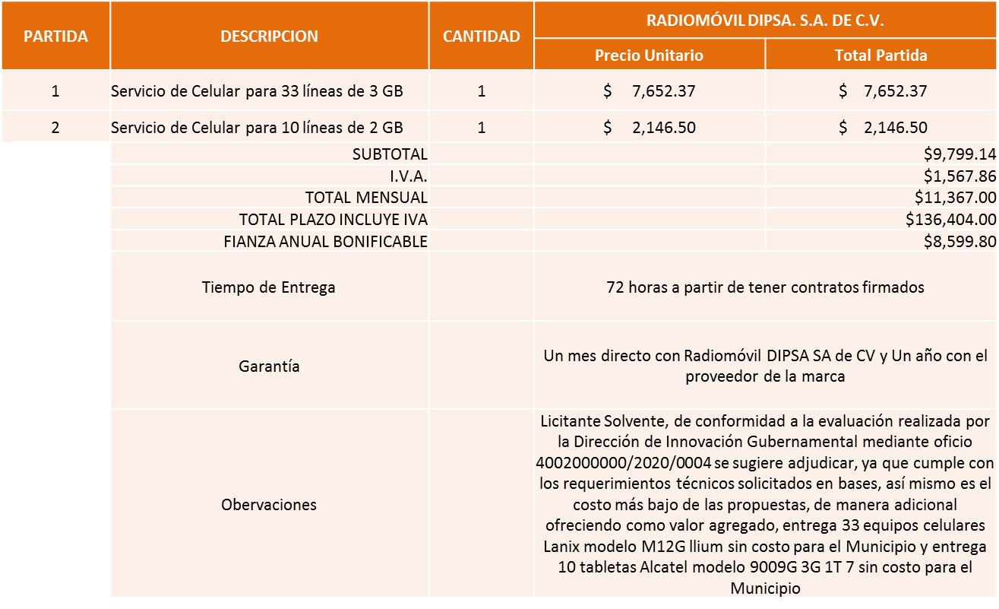 PARTIDA DESCRIPCION CANTIDAD RADIOMÓVIL DIPSA. S.A. DE C.V.
Precio Unitario Total Partida
1 Servicio de Celular para 33 líneas de 3 GB 1 $ 7,652.37 $ 7,652.37
2 Servicio de Celular para 10 líneas de 2 GB 1 $ 2,146.50 $ 2,146.50
SUBTOTAL $9,799.14
I.V.A. $1,567.86
TOTAL MENSUAL $11,367.00
TOTAL PLAZO INCLUYE IVA $136,404.00
FIANZA ANUAL BONIFICABLE $8,599.80
Tiempo de Entrega 72 horas a partir de tener contratos firmados
Garantía Un mes directo con Radiomóvil DIPSA SA de CV y Un año con el
proveedor de la marca
Obervaciones
Licitante Solvente, de conformidad a la evaluación realizada por
la Dirección de Innovación Gubernamental mediante oficio
4002000000/2020/0004 se sugiere adjudicar, ya que cumple con
los requerimientos técnicos solicitados en bases, así mismo es el
costo más bajo de las propuestas, de manera adicional
ofreciendo como valor agregado, entrega 33 equipos celulares
Lanix modelo M12G llium sin costo para el Municipio y entrega
10 tabletas Alcatel modelo 9009G 3G 1T 7 sin costo para el
Municipio